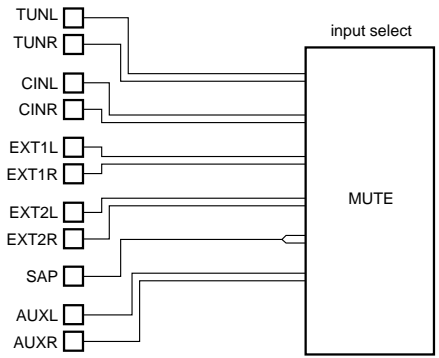 TUNL
input select
TUNR
CINL
CINR
EXT1L
EXT1R
MUTE
EXT2L
EXT2R
SAP
AUXL
AUXR